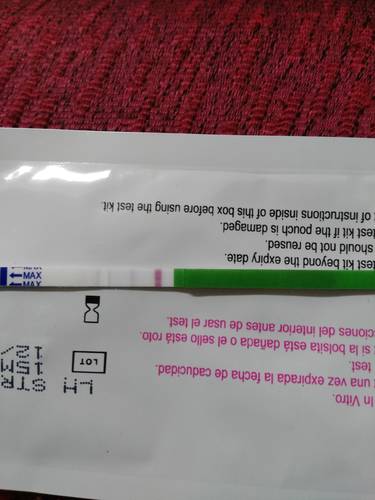 In Vitro.
una vez expirada la fecha de caducidad.
test.
si la bolsita está dañada o el sello está roto.
ciones del interior antes de usar el test.
LH STR
LOT
15M
12/
MAX
MAX
test kit beyond the expiry date.
should not be reused.
test kit if the pouch is damaged.
of instructions inside of this box before using the test kit.